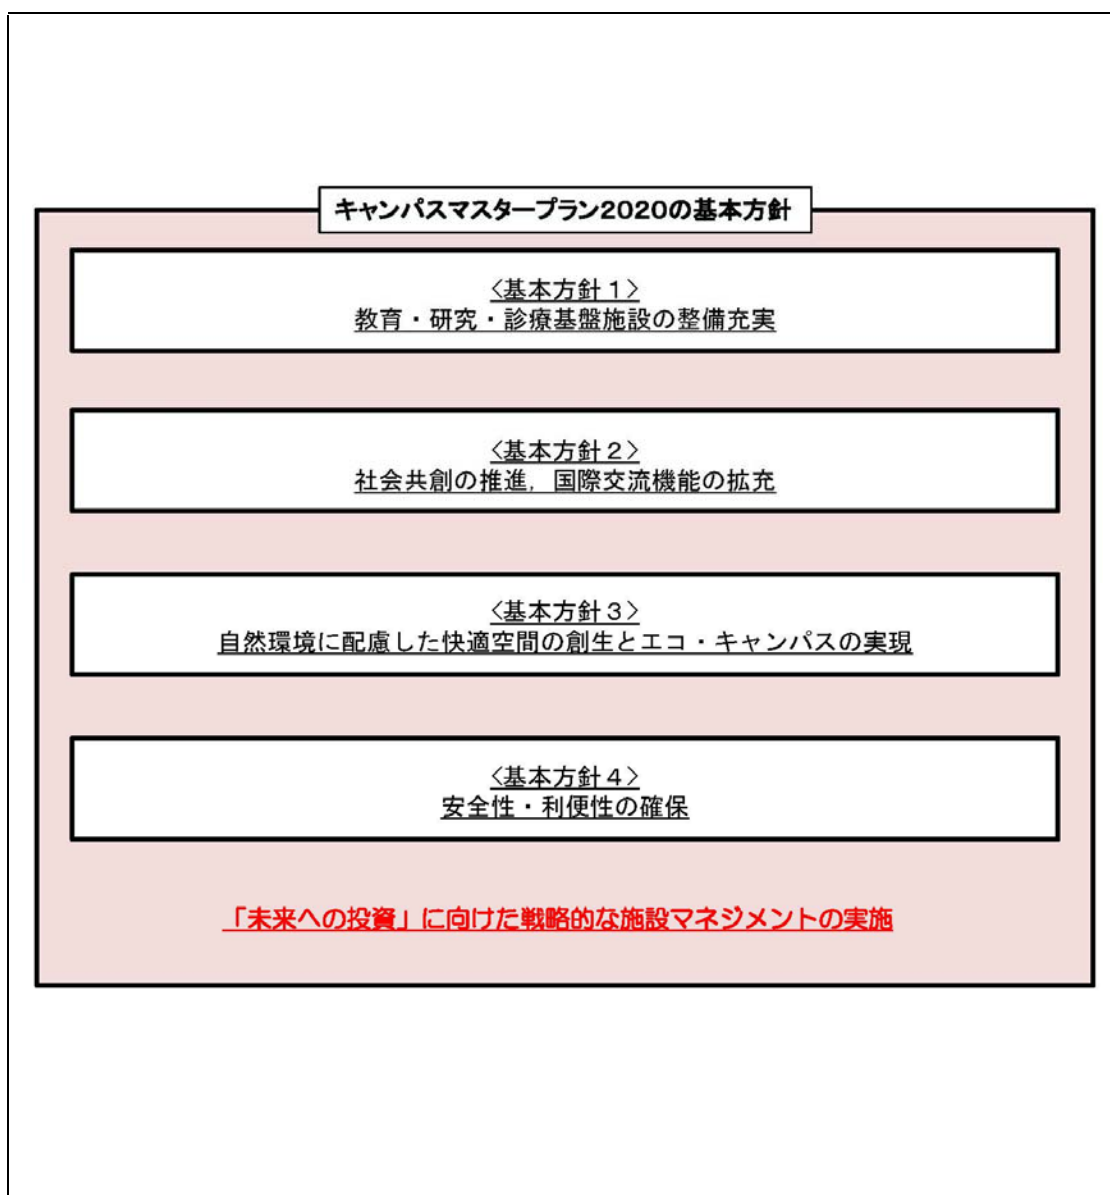 キャンパスマスタープラン2020の基本方針
<基本方針1>
教育・研究・診療基盤施設の整備充実
<基本方針2>
社会共創の推進，国際交流機能の拡充
<基本方針3>
自然環境に配慮した快適空間の創生とエコ・キャンパスの実現
<基本方針4>
安全性・利便性の確保
「未来への投資」に向けた戦略的な施設マネジメントの実施